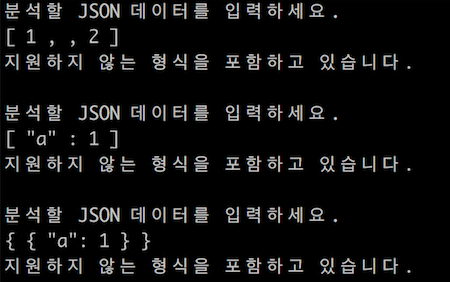 분석할 JSON 데이터를 입력하세요.
[ 1 , , 2 ]
지원하지 않는 형식을 포함하고 있습니다.
분석할 JSON 데이터를 입력하세요.
[ "a" : 1 ]
지원하지 않는 형식을 포함하고 있습니다.
분석할 JSON 데이터를 입력하세요.
{ { "a": 1 } }
지원하지 않는 형식을 포함하고 있습니다.